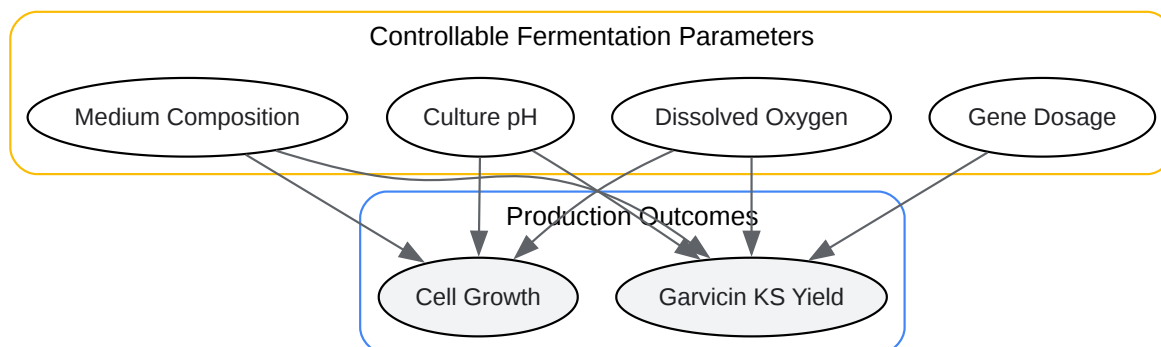 Controllable Fermentation Parameters
Medium Composition
Culture pH
Dissolved Oxygen
Gene Dosage
Production Outcomes
Cell Growth
Garvicin KS Yield